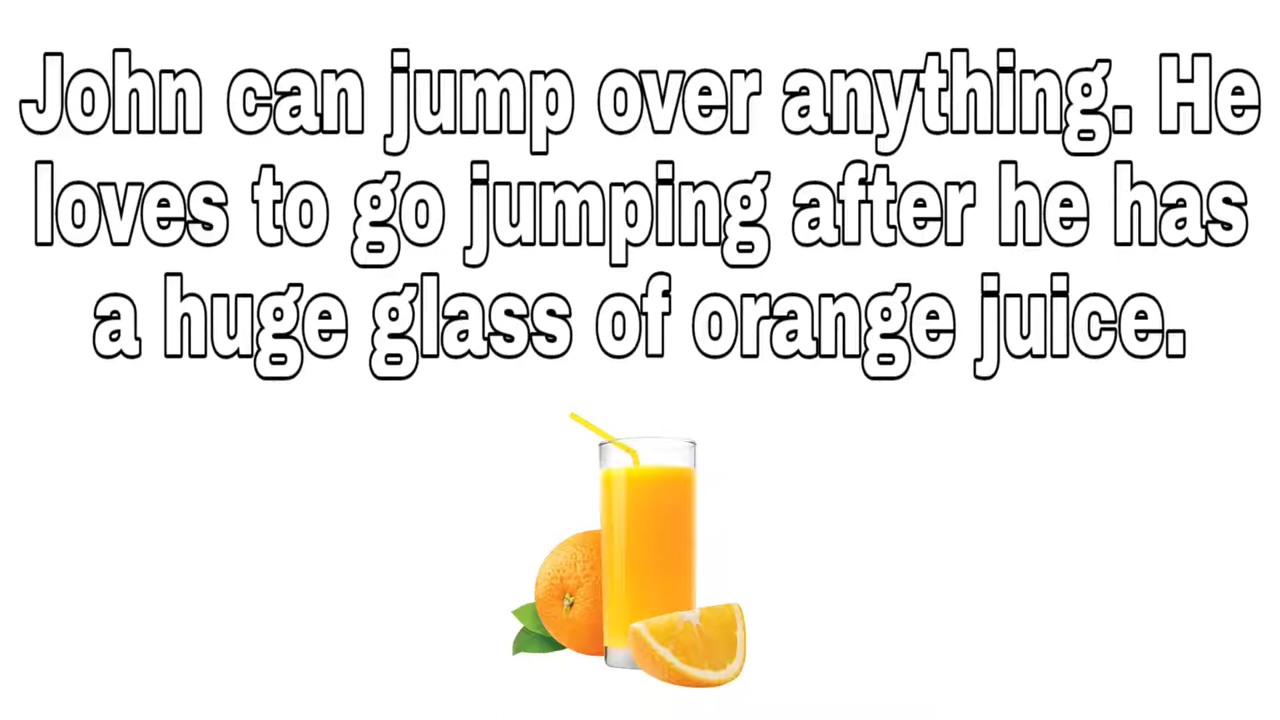 John can jump over anything. He
loves to go jumping after he has
a huge glass of orange juice.